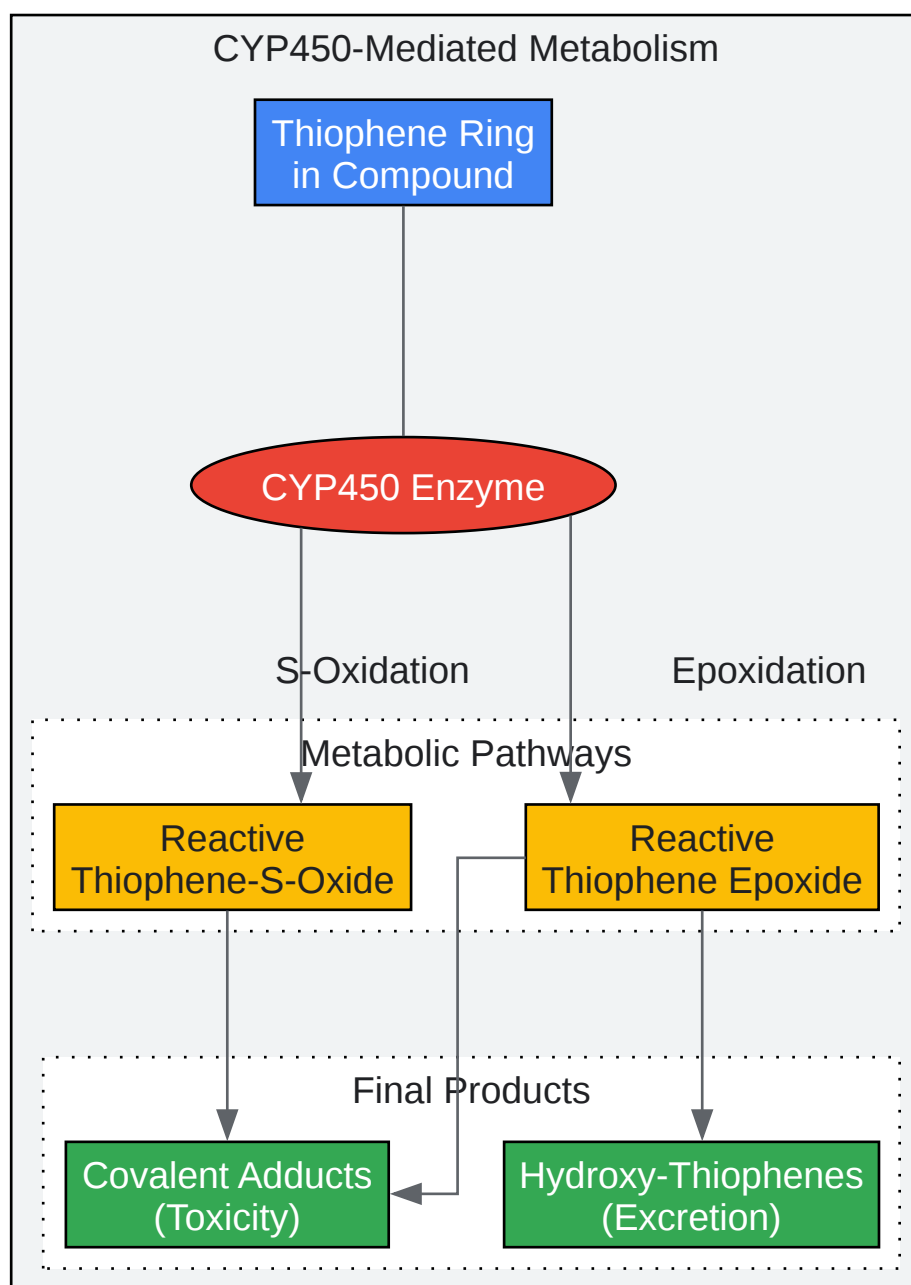 CYP450-Mediated Metabolism
Thiophene Ring
in Compound
CYP450 Enzyme
S-Oxidation
Epoxidation
Metabolic Pathways
Reactive
Thiophene-S-Oxide
Reactive
Thiophene Epoxide
Final Products
Covalent Adducts
(Toxicity)
Hydroxy-Thiophenes
(Excretion)